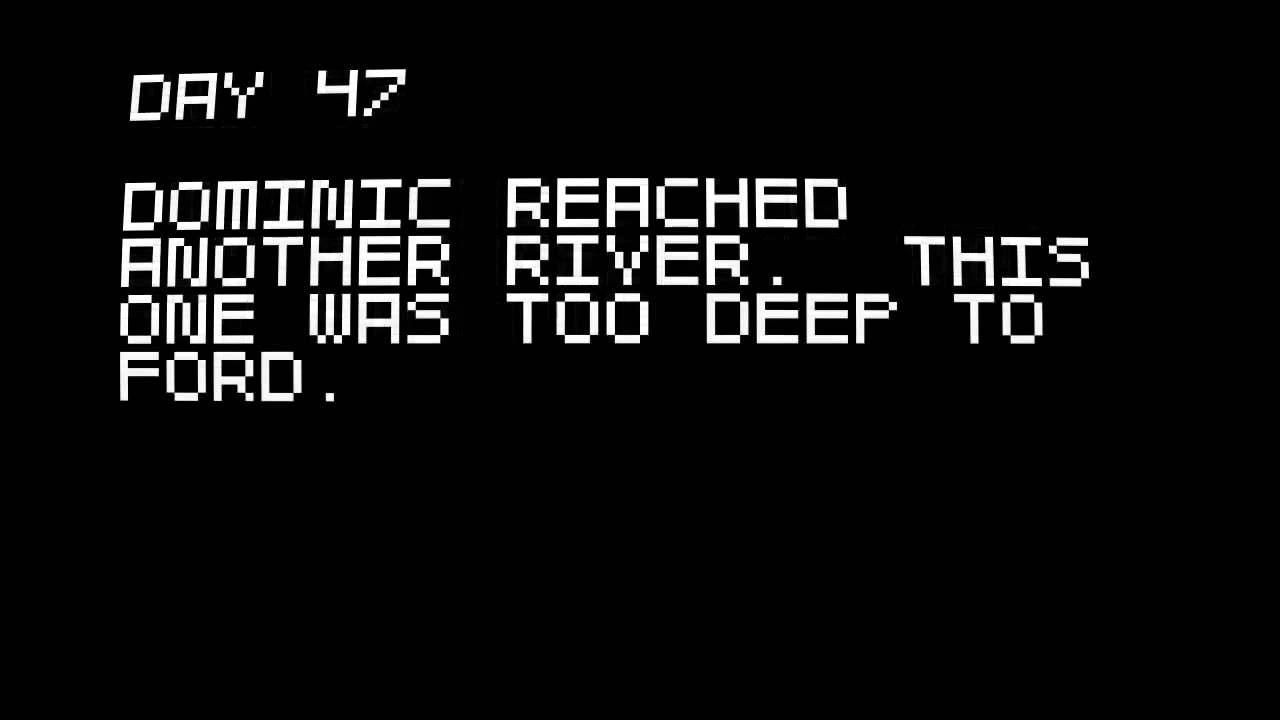 DAY 47
DOMINIC REACHED
ANOTHER RIVER. THIS
ONE WAS TOO DEEP TO
FORD.